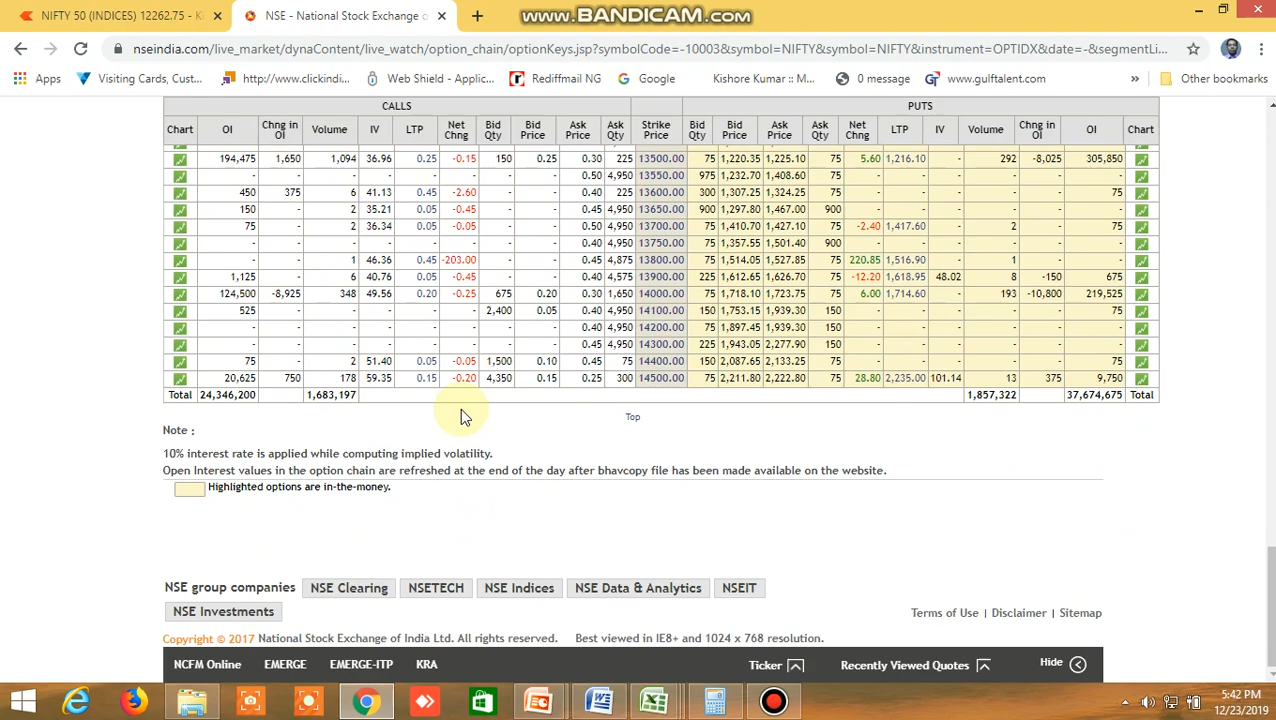 NIFTY 50 (INDICES) 12262.75 - Ki
NSE - National Stock Exchange o
www.BANDICAM.com
nseindia.com/live_market/dynaContent/live_watch/option_chain/optionKeys.jsp?symbolCode=-10003&symbol=NIFTY&symbol=NIFTY&instrument=OPTIDX&date=-&segmentLi...
Apps Visiting Cards, Cust... http://www.clickindi... Web Shield - Applic... Rediffmail NG Google Kishore Kumar :: M... 0 message www.gulftalent.com » Other bookmarks
CALLS PUTS
Chart OI Chng in OI Volume IV LTP Net Chng Bid Qty Bid Price Ask Price Ask Qty Strike Price Bid Qty Bid Price Ask Price Ask Qty Net Chng LTP IV Volume Chng in OI OI Chart
194,475 1,650 1,094 36.96 0.25 -0.15 150 0.25 0.30 225 13500.00 75 1,220.35 1,225.10 75 5.60 1,216.10 - 292 -8,025 305,850
- - - - - - - - 0.50 4,950 13550.00 975 1,232.70 1,408.60 75 - - - - - -
450 375 6 41.13 0.45 -2.60 - - 0.40 225 13600.00 300 1,307.25 1,324.25 75 - - - - - 75
150 - 2 35.21 0.05 -0.45 - - 0.45 4,950 13650.00 900 1,297.80 1,467.00 900 - - - - - -
75 - 2 36.34 0.05 -0.05 - - 0.50 4,950 13700.00 75 1,410.70 1,427.10 75 -2.40 1,417.60 - 2 - 75
- - - - - - - - 0.40 4,950 13750.00 75 1,357.55 1,501.40 900 - - - - - -
- - 1 46.36 0.45 -203.00 - - 0.45 4,875 13800.00 75 1,514.05 1,527.85 75 220.85 1,516.90 - 1 - -
1,125 - 6 40.76 0.05 -0.45 - - 0.40 4,575 13900.00 225 1,612.65 1,626.70 75 -12.20 1,618.95 48.02 8 -150 675
124,500 -8,925 348 49.56 0.20 -0.25 675 0.20 0.30 1,650 14000.00 75 1,718.10 1,723.75 75 6.00 1,714.60 - 193 -10,800 219,525
525 - - - - - 2,400 0.05 0.40 4,950 14100.00 150 1,753.15 1,939.30 150 - - - - - 75
- - - - - - - - 0.40 4,950 14200.00 75 1,897.45 1,939.30 150 - - - - - -
- - - - - - - - 0.45 4,950 14300.00 225 1,943.05 2,277.90 150 - - - - - -
75 - 2 51.40 0.05 -0.05 1,500 0.10 0.45 75 14400.00 150 2,087.65 2,133.25 75 - - - - - 75
20,625 750 178 59.35 0.15 -0.20 4,350 0.15 0.25 300 14500.00 75 2,211.80 2,222.80 75 28.80 2,235.00 101.14 13 375 9,750
Total 24,346,200 1,683,197 1,857,322 37,674,675 Total
Top
Note :
10% interest rate is applied while computing implied volatility.
Open Interest values in the option chain are refreshed at the end of the day after bhavcopy file has been made available on the website.
Highlighted options are in-the-money.
NSE group companies NSE Clearing NSETECH NSE Indices NSE Data & Analytics NSEIT
NSE Investments
Terms of Use | Disclaimer | Sitemap
Copyright © 2017 National Stock Exchange of India Ltd. All rights reserved. Best viewed in IE8+ and 1024 x 768 resolution.
NCFM Online EMERGE EMERGE-ITP KRA Ticker Recently Viewed Quotes Hide
5:42 PM
12/23/2019